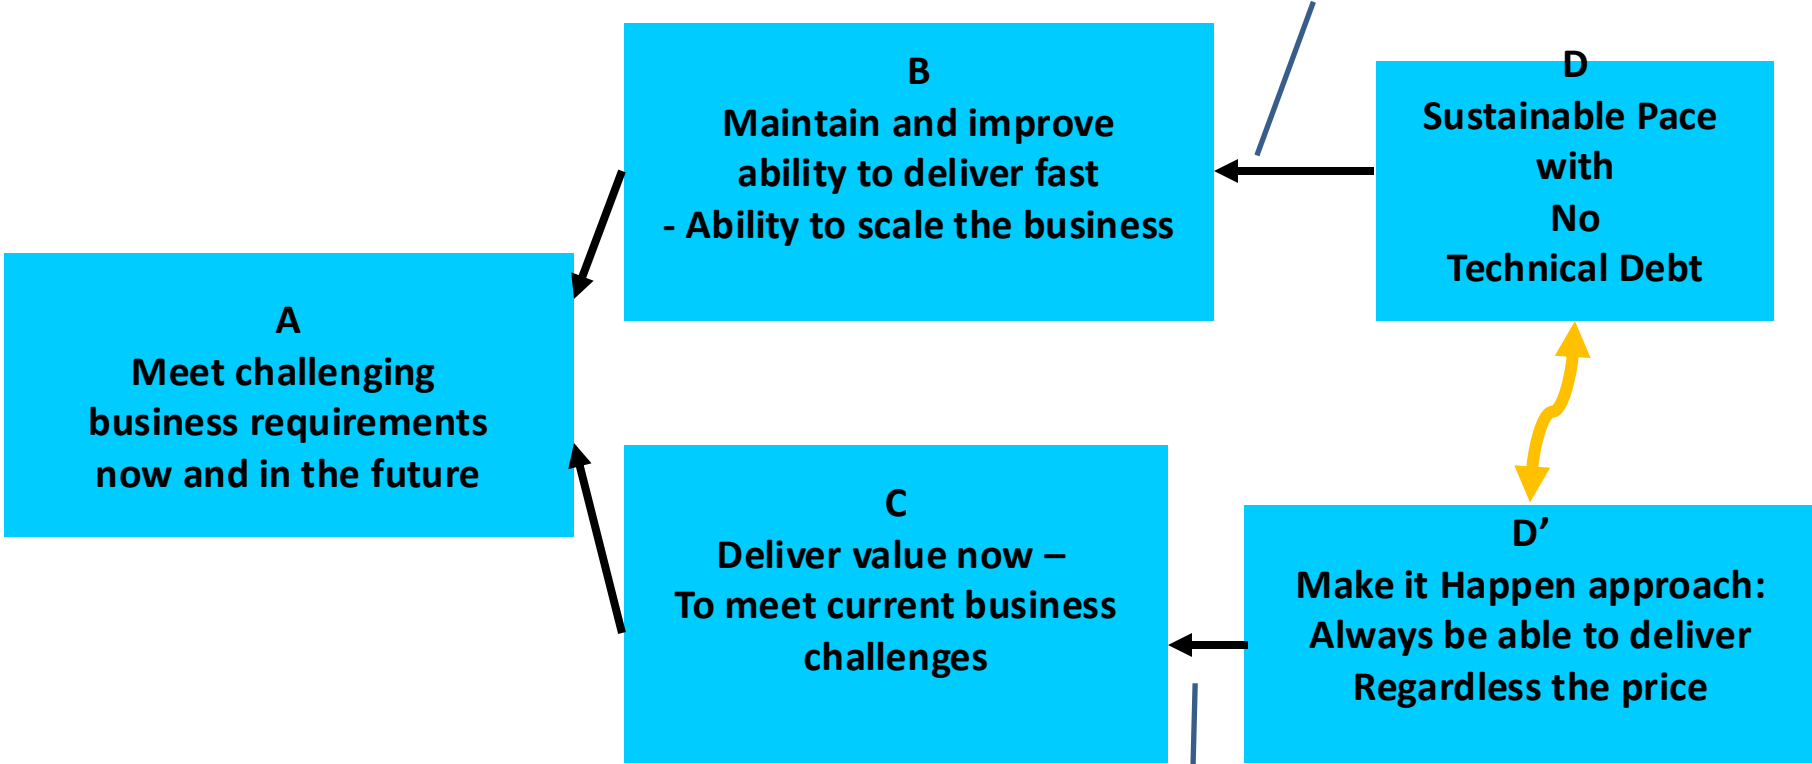 B
Maintain and improve
ability to deliver fast
- Ability to scale the business
D
Sustainable Pace
with
No
Technical Debt
A
Meet challenging
business requirements
now and in the future
C
Deliver value now –
To meet current business
challenges
D’
Make it Happen approach:
Always be able to deliver
Regardless the price